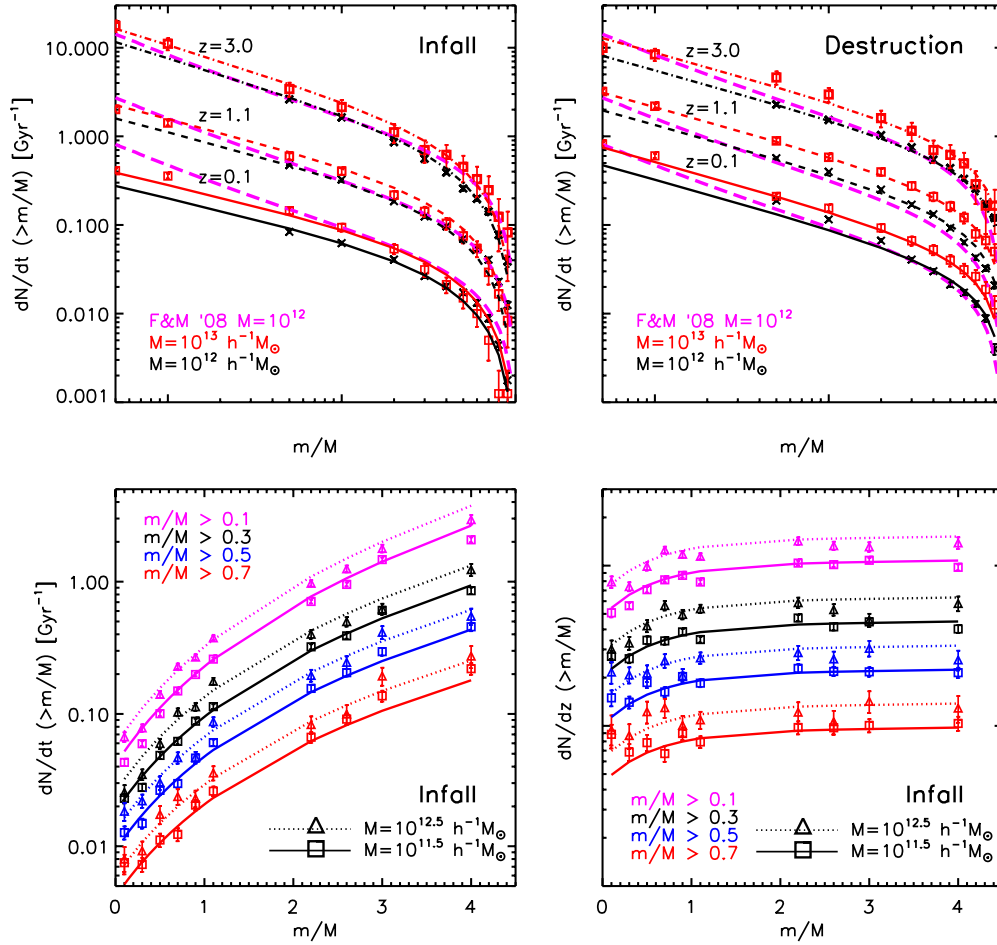 Infall
z=3.0
z=1.1
z=0.1
F&M '08 M=10¹²
M=10¹³ h⁻¹M☉
M=10¹² h⁻¹M☉
10.000
1.000
0.100
0.010
0.001
dN/dt (>m/M) [Gyr⁻¹]
m/M
Destruction
z=3.0
z=1.1
z=0.1
F&M '08 M=10¹²
M=10¹³ h⁻¹M☉
M=10¹² h⁻¹M☉
dN/dt (>m/M) [Gyr⁻¹]
m/M
m/M > 0.1
m/M > 0.3
m/M > 0.5
m/M > 0.7
Infall
M=10¹²·⁵ h⁻¹M☉
M=10¹¹·⁵ h⁻¹M☉
1.00
0.10
0.01
dN/dt (>m/M) [Gyr⁻¹]
0 1 2 3 4
m/M
m/M > 0.1
m/M > 0.3
m/M > 0.5
m/M > 0.7
Infall
M=10¹²·⁵ h⁻¹M☉
M=10¹¹·⁵ h⁻¹M☉
dN/dz (>m/M)
0 1 2 3 4
m/M